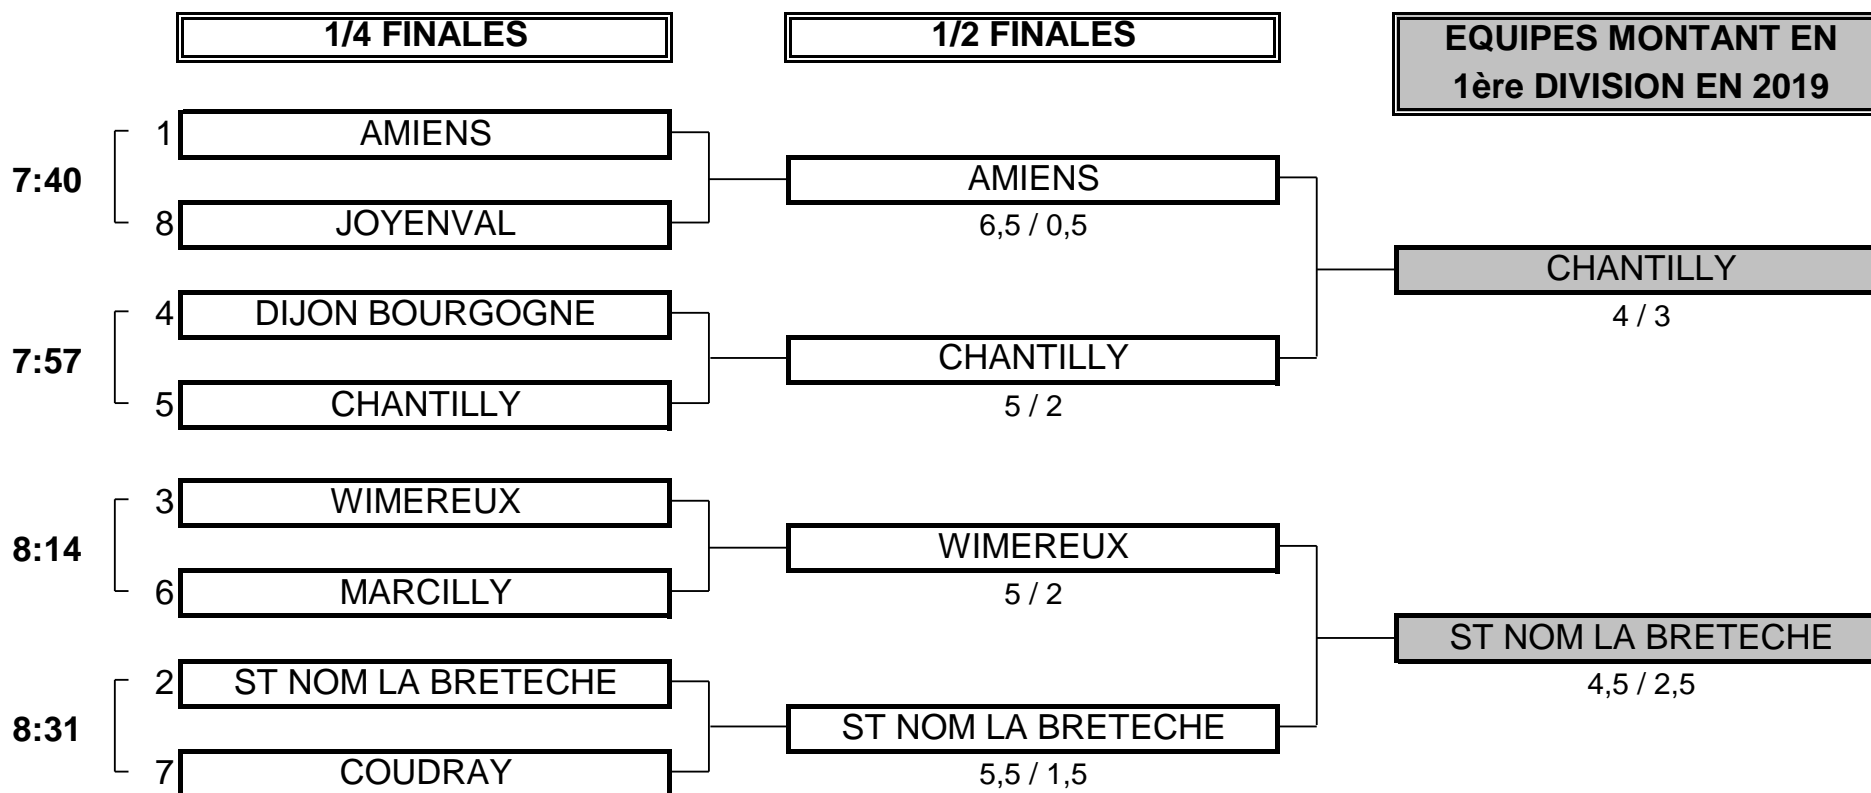 1/4 FINALES
1/2 FINALES
EQUIPES MONTANT EN
1ère DIVISION EN 2019
1 AMIENS
7:40
AMIENS
8 JOYENVAL
6,5 / 0,5
CHANTILLY
4 DIJON BOURGOGNE
4 / 3
7:57
CHANTILLY
5 CHANTILLY
5 / 2
3 WIMEREUX
8:14
WIMEREUX
6 MARCILLY
5 / 2
ST NOM LA BRETECHE
2 ST NOM LA BRETECHE
4,5 / 2,5
8:31
ST NOM LA BRETECHE
7 COUDRAY
5,5 / 1,5